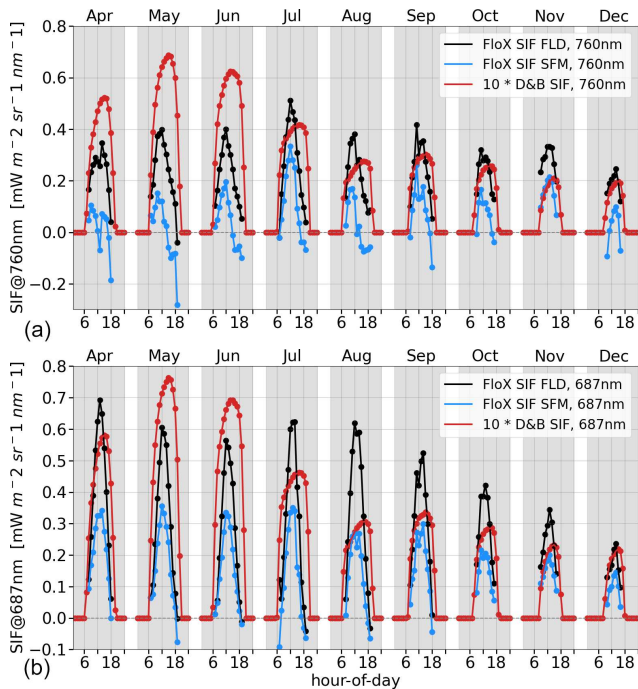 Apr May Jun Jul Aug Sep Oct Nov Dec
0.8
FloX SIF FLD, 760nm
FloX SIF SFM, 760nm
10 * D&B SIF, 760nm
0.6
0.4
0.2
0.0
−0.2
SIF@760nm [mW m−2 sr−1 nm−1]
(a)
6 18 6 18 6 18 6 18 6 18 6 18 6 18 6 18 6 18
Apr May Jun Jul Aug Sep Oct Nov Dec
0.8
FloX SIF FLD, 687nm
FloX SIF SFM, 687nm
10 * D&B SIF, 687nm
0.7
0.6
0.5
0.4
0.3
0.2
0.1
0.0
−0.1
SIF@687nm [mW m−2 sr−1 nm−1]
(b)
6 18 6 18 6 18 6 18 6 18 6 18 6 18 6 18 6 18
hour-of-day